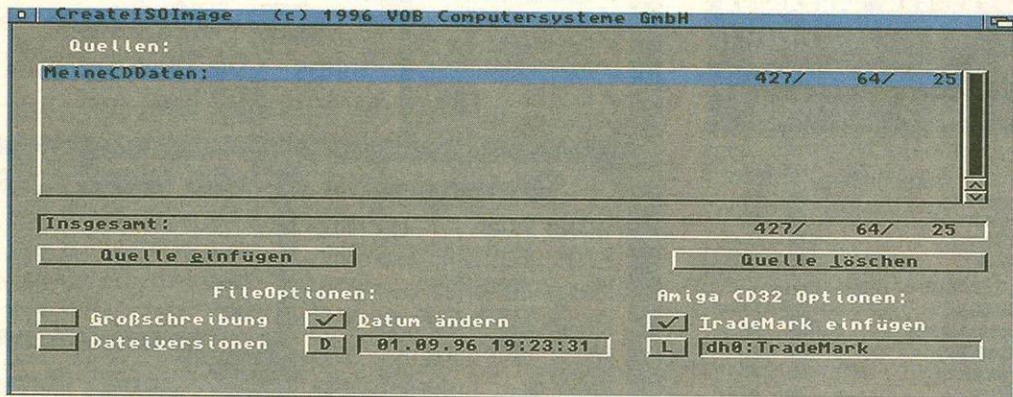 CreateISOImage (c) 1996 VOB Computersysteme GmbH
Quellen:
MeineCDDaten: 427/ 64/ 25
Insgesamt: 427/ 64/ 25
Quelle einfügen Quelle löschen
FileOptionen: Amiga CD32 Optionen:
Großschreibung Datum ändern TradeMark einfügen
Dateiversionen D 01.09.96 19:23:31 L dh0:TradeMark